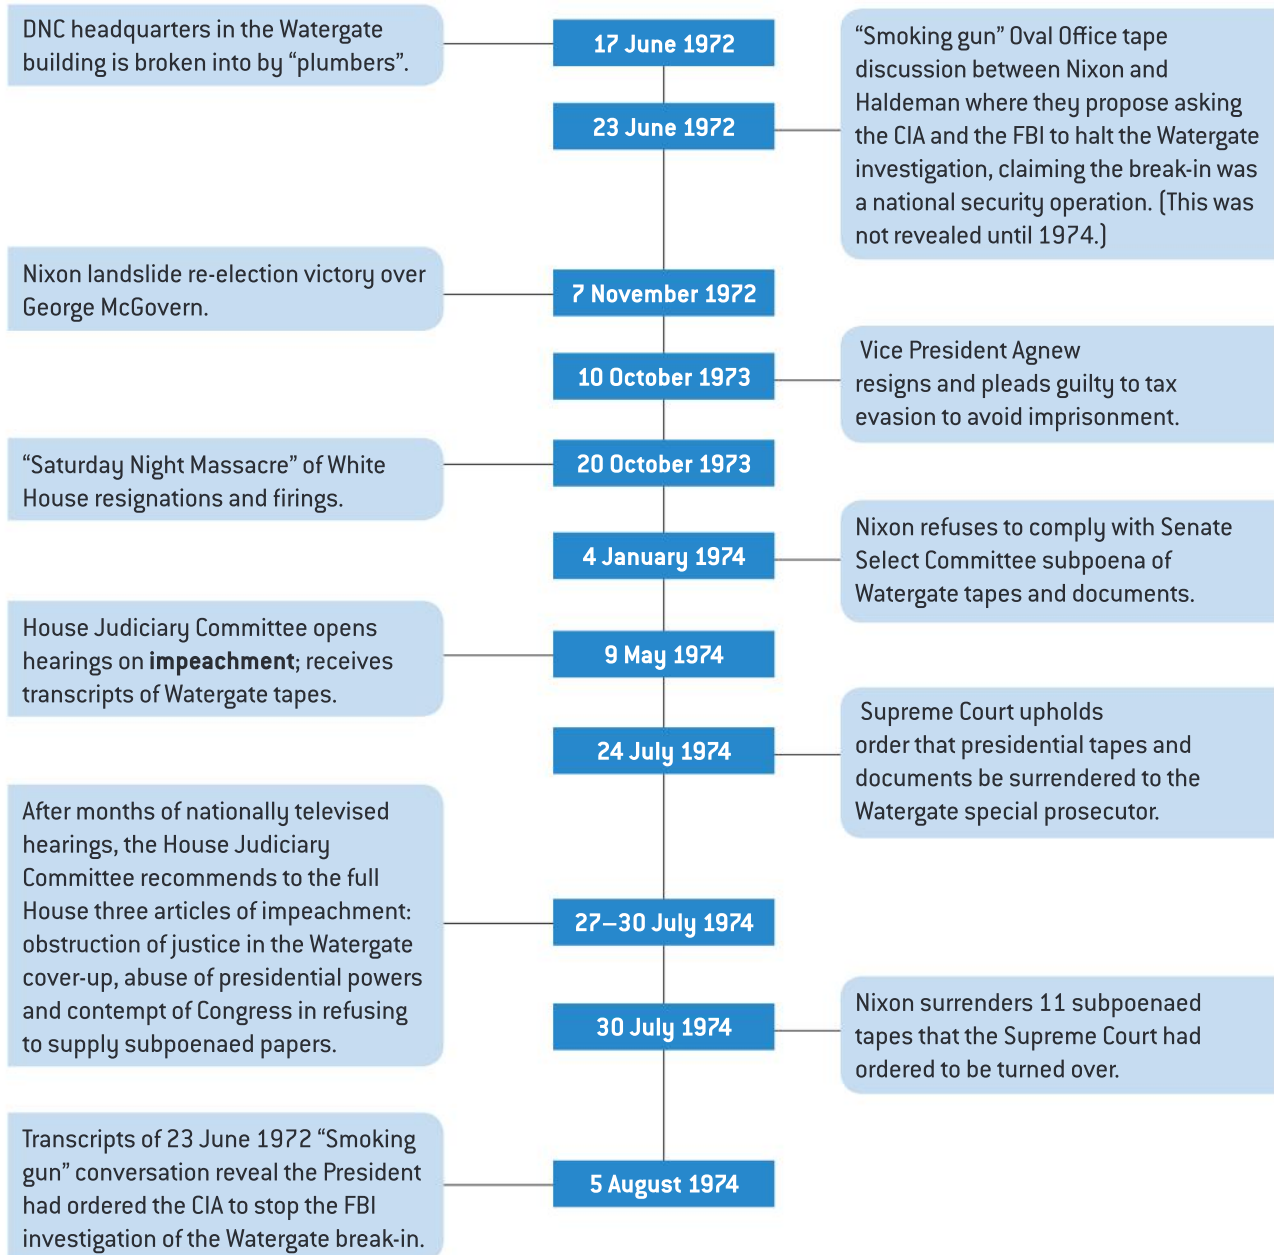 17 June 1972
DNC headquarters in the Watergate
building is broken into by “plumbers”.
23 June 1972
“Smoking gun” Oval Office tape
discussion between Nixon and
Haldeman where they propose asking
the CIA and the FBI to halt the Watergate
investigation, claiming the break-in was
a national security operation. (This was
not revealed until 1974.)
7 November 1972
Nixon landslide re-election victory over
George McGovern.
10 October 1973
Vice President Agnew
resigns and pleads guilty to tax
evasion to avoid imprisonment.
20 October 1973
“Saturday Night Massacre” of White
House resignations and firings.
4 January 1974
Nixon refuses to comply with Senate
Select Committee subpoena of
Watergate tapes and documents.
9 May 1974
House Judiciary Committee opens
hearings on impeachment; receives
transcripts of Watergate tapes.
24 July 1974
Supreme Court upholds
order that presidential tapes and
documents be surrendered to the
Watergate special prosecutor.
27–30 July 1974
After months of nationally televised
hearings, the House Judiciary
Committee recommends to the full
House three articles of impeachment:
obstruction of justice in the Watergate
cover-up, abuse of presidential powers
and contempt of Congress in refusing
to supply subpoenaed papers.
30 July 1974
Nixon surrenders 11 subpoenaed
tapes that the Supreme Court had
ordered to be turned over.
5 August 1974
Transcripts of 23 June 1972 “Smoking
gun” conversation reveal the President
had ordered the CIA to stop the FBI
investigation of the Watergate break-in.